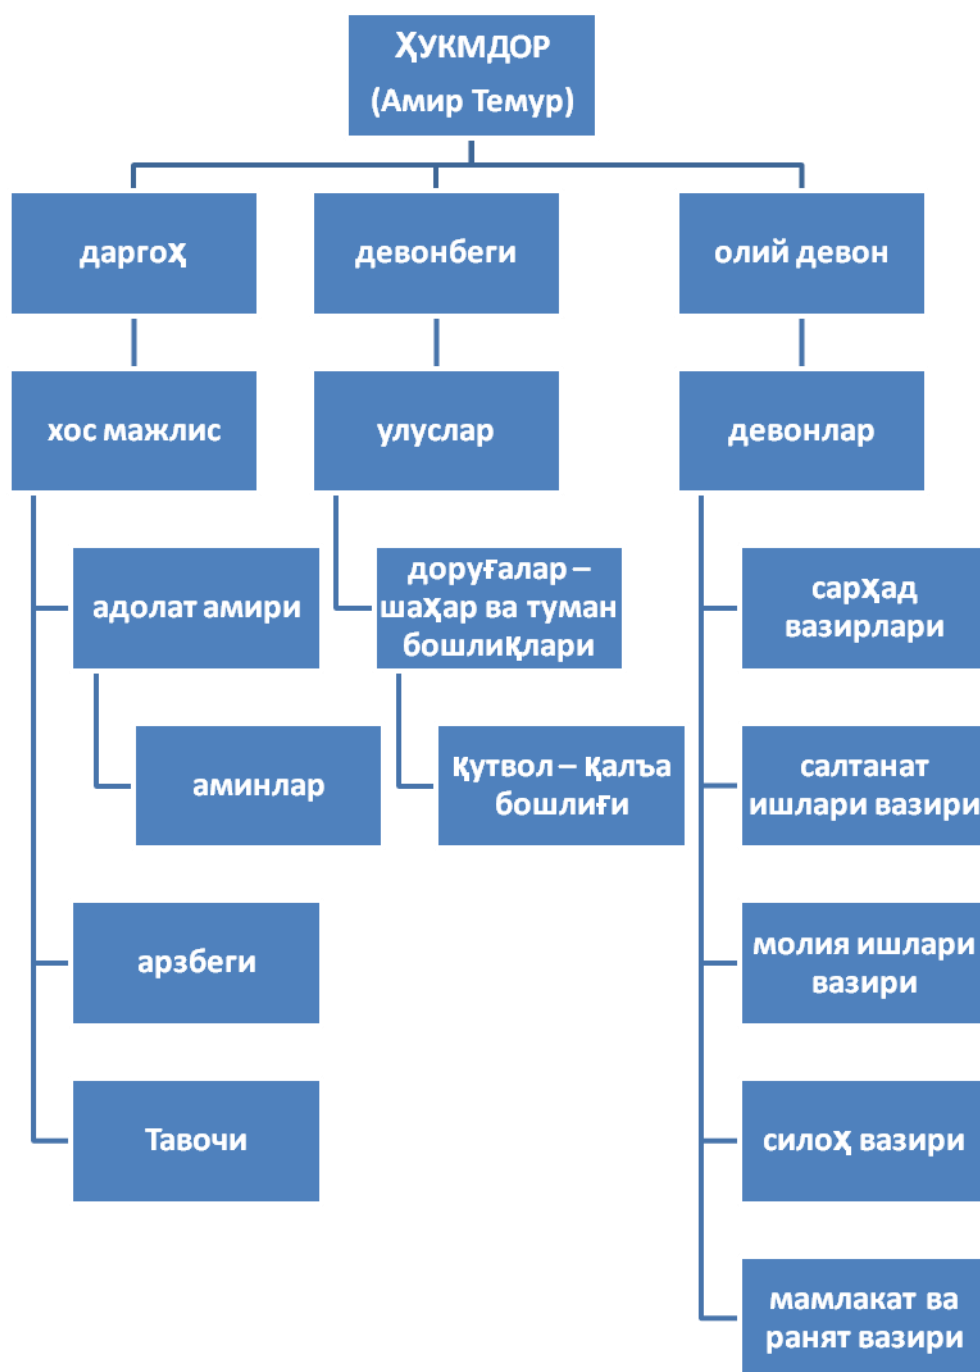 ҲУКМДОР
(Амир Темур)
даргоҳ
девонбеги
олий девон
хос мажлис
улуслар
девонлар
адолат амири
доруғалар –
шаҳар ва туман
бошлиқлари
сарҳад
вазирлари
аминлар
қутвол – қалъа
бошлиғи
салтанат
ишлари вазири
арзбеги
молия ишлари
вазири
Тавочи
силоҳ вазири
мамлакат ва
ранят вазири